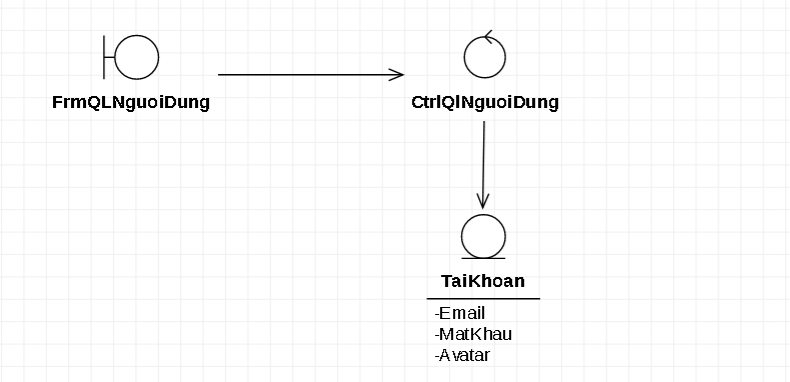 FrmQLNguoiDung
CtrlQlNguoiDung
TaiKhoan
-Email
-MatKhau
-Avatar